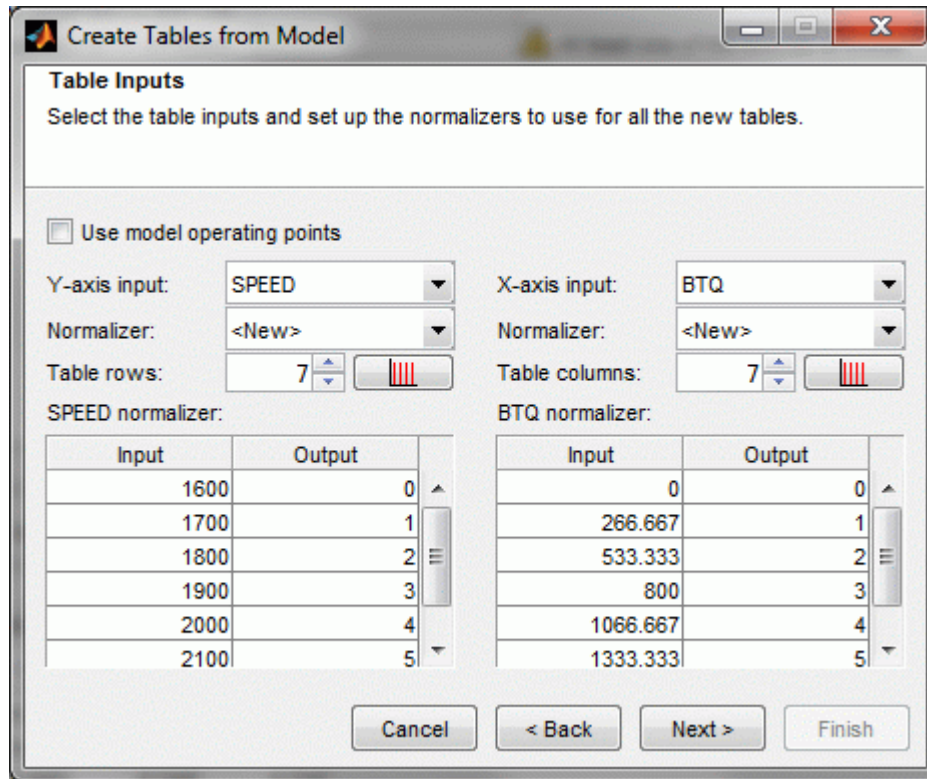 Create Tables from Model
Table Inputs
Select the table inputs and set up the normalizers to use for all the new tables.
Use model operating points
Y-axis input: SPEED X-axis input: BTQ
Normalizer: <New> Normalizer: <New>
Table rows: 7 Table columns: 7
SPEED normalizer: BTQ normalizer:
Input Output Input Output
1600 0 0 0
1700 1 266.667 1
1800 2 533.333 2
1900 3 800 3
2000 4 1066.667 4
2100 5 1333.333 5
Cancel < Back Next > Finish